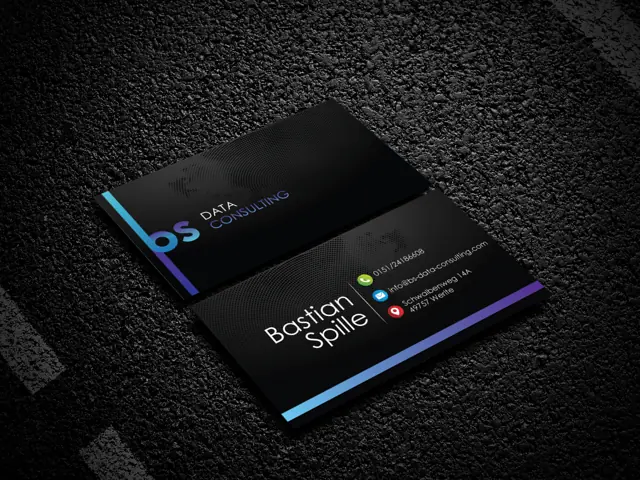 bs
DATA
CONSULTING
Bastian
Spille
0151/24186608
info@bs-data-consulting.com
Schwalbenweg 14A
49757 Werlte